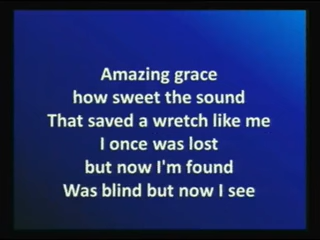 Amazing grace
how sweet the sound
That saved a wretch like me
I once was lost
but now I'm found
Was blind but now I see